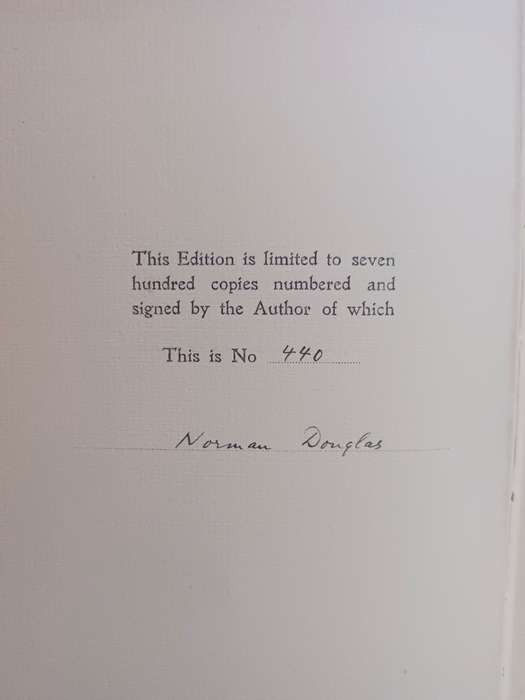 This Edition is limited to seven
hundred copies numbered and
signed by the Author of which
This is No 440
Norman Douglas